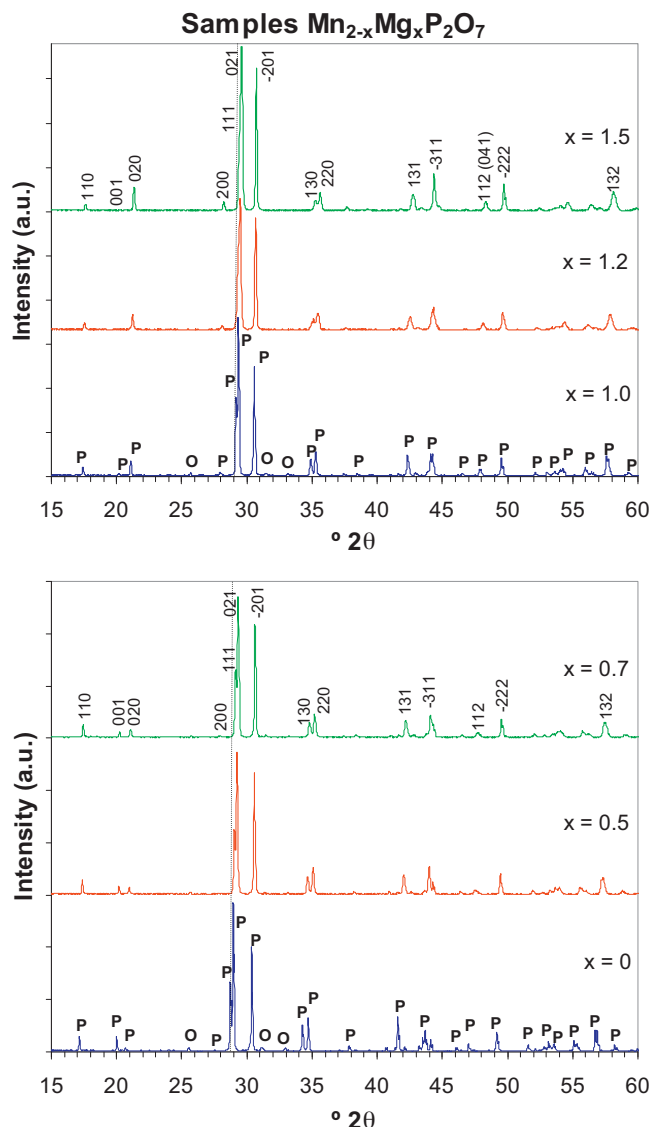 Samples Mn2-xMgxP2O7
Intensity (a.u.)
110
001
020
200
111
021
-201
130
220
131
-311
112 (041)
-222
132
x = 1.5
x = 1.2
x = 1.0
P P P O P P P P O O P P P P P P P P P P P P P
15 20 25 30 35 40 45 50 55 60
º 2θ
Intensity (a.u.)
110
001
020
200
111
021
-201
130
220
131
-311
112
-222
132
x = 0.7
x = 0.5
x = 0
P P P O P P P P O O P P P P P P P P P P P P P P
15 20 25 30 35 40 45 50 55 60
º 2θ